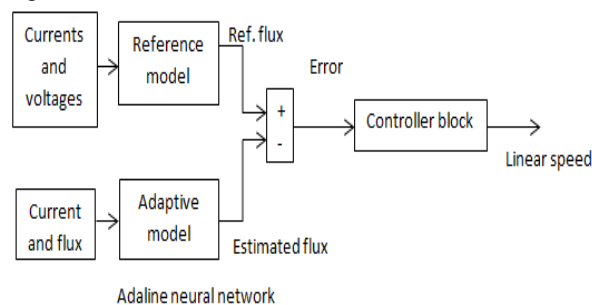 Currents
and
voltages
Reference
model
Ref. flux
Error
+
-
Controller block
Linear speed
Current
and flux
Adaptive
model
Estimated flux
Adaline neural network